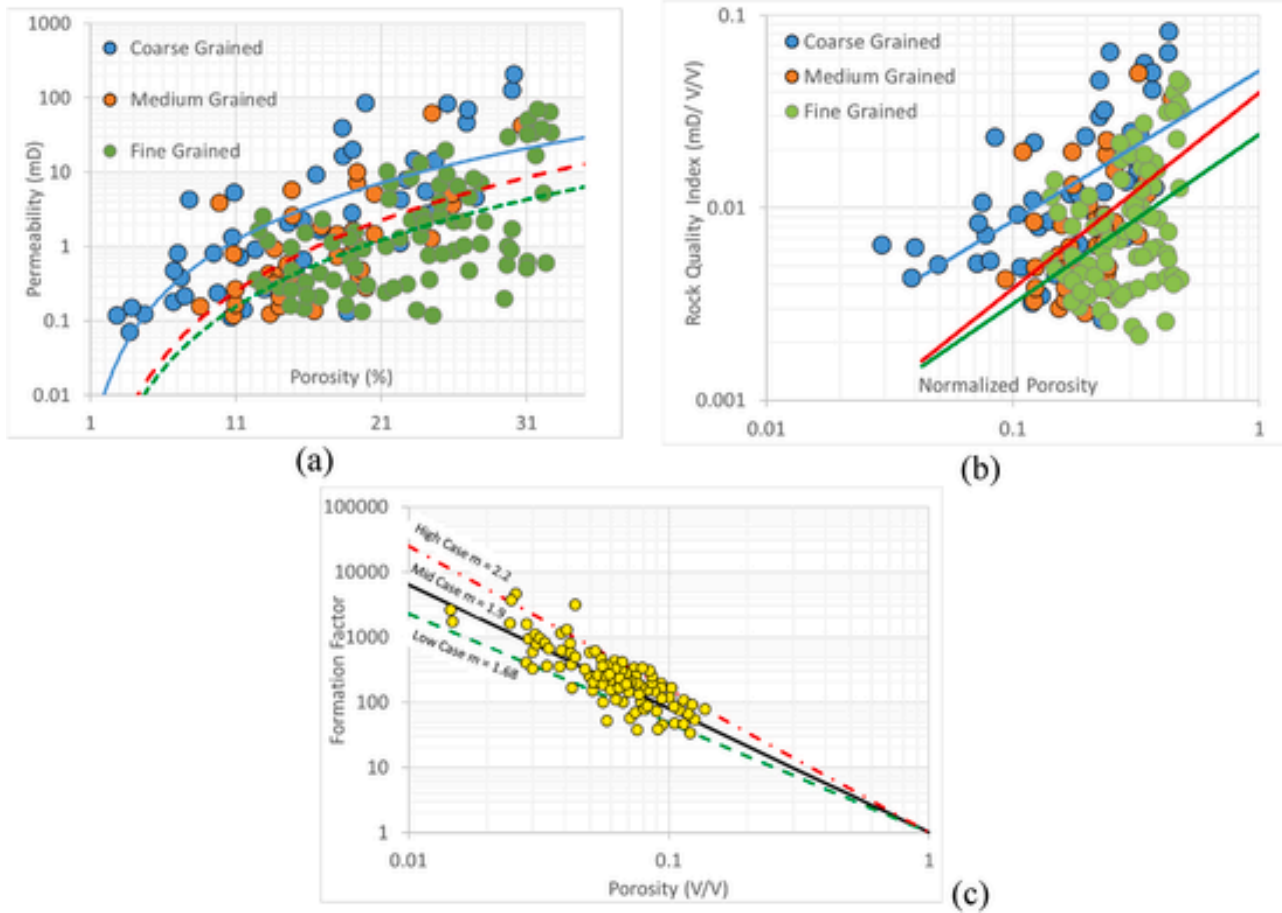 1000
100
10
1
0.1
0.01
Permeability (mD)
Coarse Grained
Medium Grained
Fine Grained
Porosity (%)
1
11
21
31
(a)
0.1
0.01
0.001
Rock Quality Index (mD/ V/V)
Coarse Grained
Medium Grained
Fine Grained
Normalized Porosity
0.01
0.1
1
(b)
100000
10000
1000
100
10
1
Formation Factor
High Case m = 2.2
Mid Case m = 1.9
Low Case m = 1.68
0.01
0.1
1
Porosity (V/V)
(c)